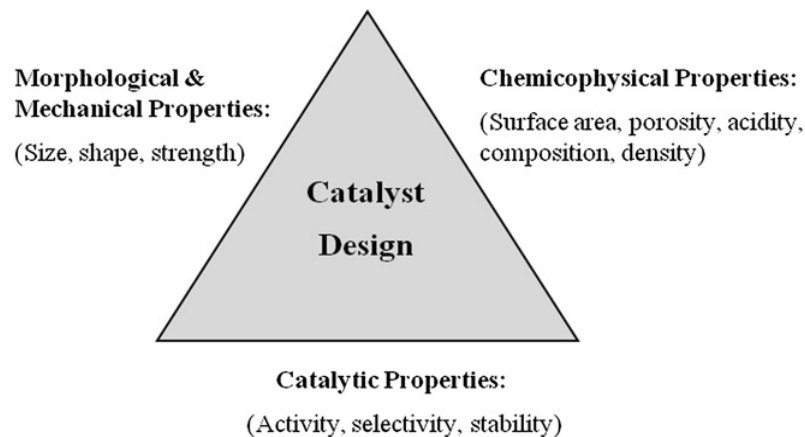 Morphological &
Mechanical Properties:
(Size, shape, strength)
Chemicophysical Properties:
(Surface area, porosity, acidity,
composition, density)
Catalyst
Design
Catalytic Properties:
(Activity, selectivity, stability)